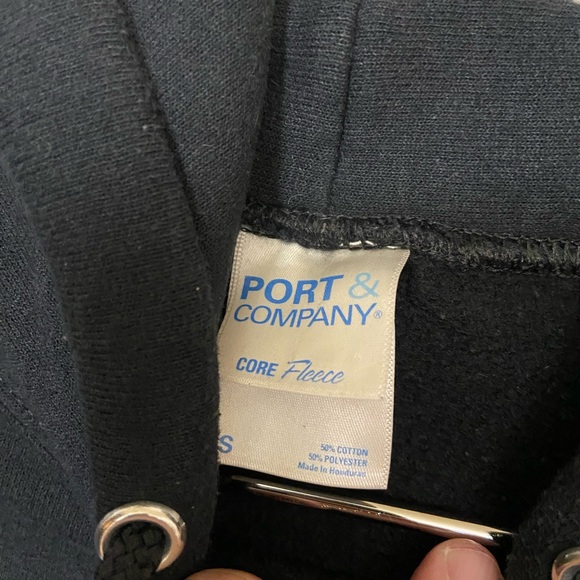 PORT &
COMPANY®
CORE Fleece
S
50% COTTON
50% POLYESTER
Made in Honduras